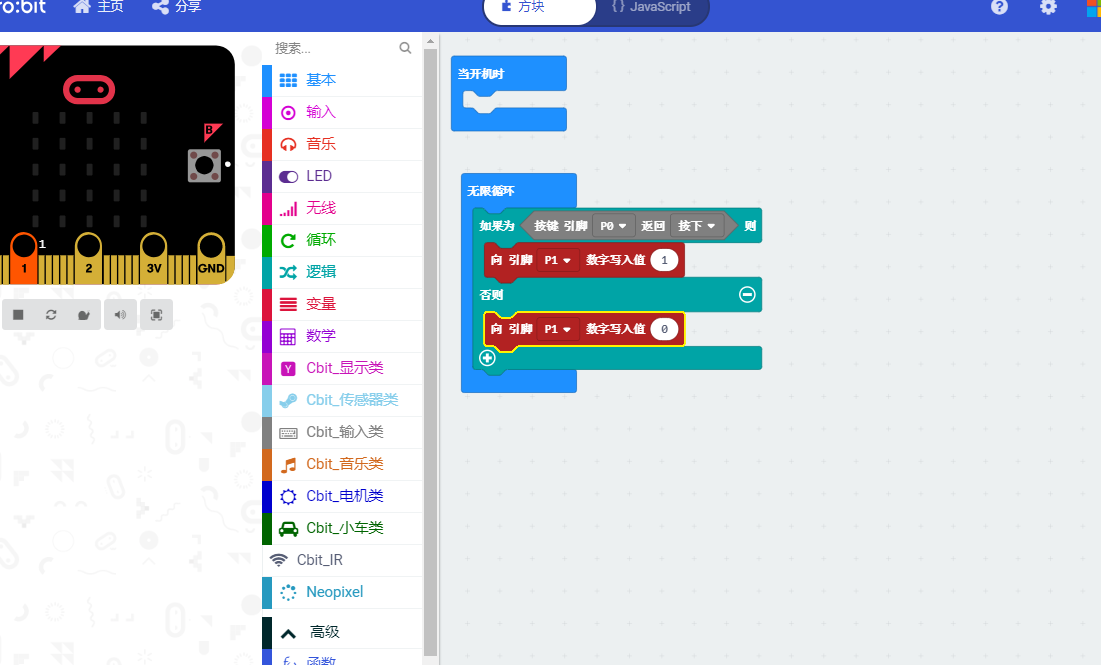 ro:bit
主页
分享
方块
{} JavaScript
?
搜索...
基本
输入
音乐
LED
无线
循环
逻辑
变量
数学
Cbit_显示类
Cbit_传感器类
Cbit_输入类
Cbit_音乐类
Cbit_电机类
Cbit_小车类
Cbit_IR
Neopixel
高级
函数
B
1
1
2
3V
GND
当开机时
无限循环
如果为 按键 引脚 P0 返回 按下 则
向 引脚 P1 数字写入值 1
否则
向 引脚 P1 数字写入值 0